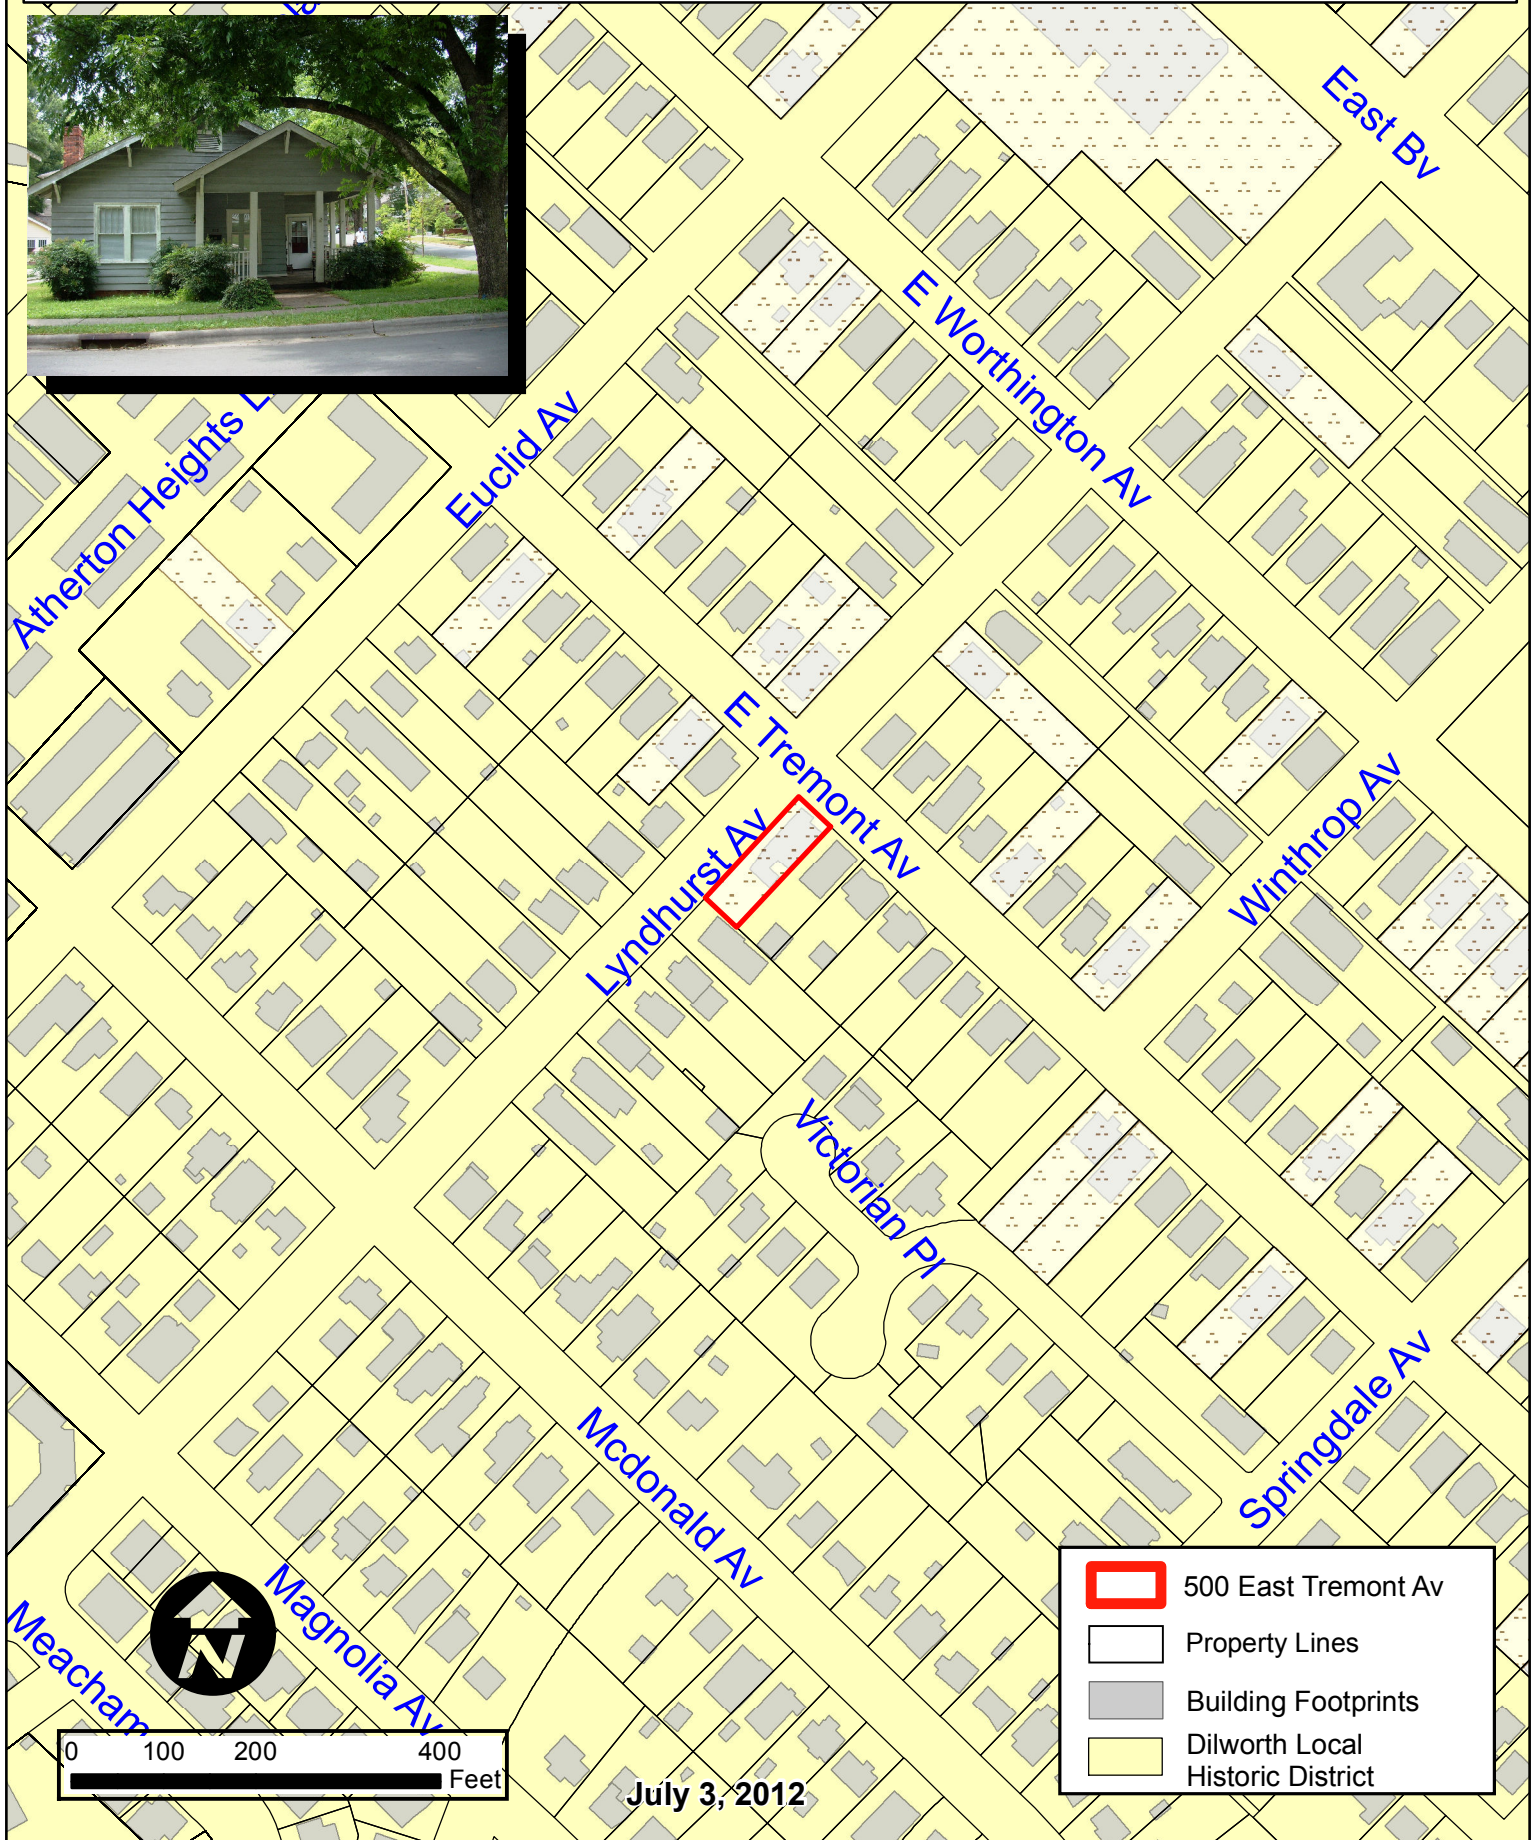 East Bv
E Worthington Av
Euclid Av
Atherton Heights L
E Tremont Av
Lyndhurst Av
Winthrop Av
Victorian Pl
Springdale Av
Mcdonald Av
Magnolia Av
Meacham
N
0 100 200 400
Feet
July 3, 2012
500 East Tremont Av
Property Lines
Building Footprints
Dilworth Local
Historic District